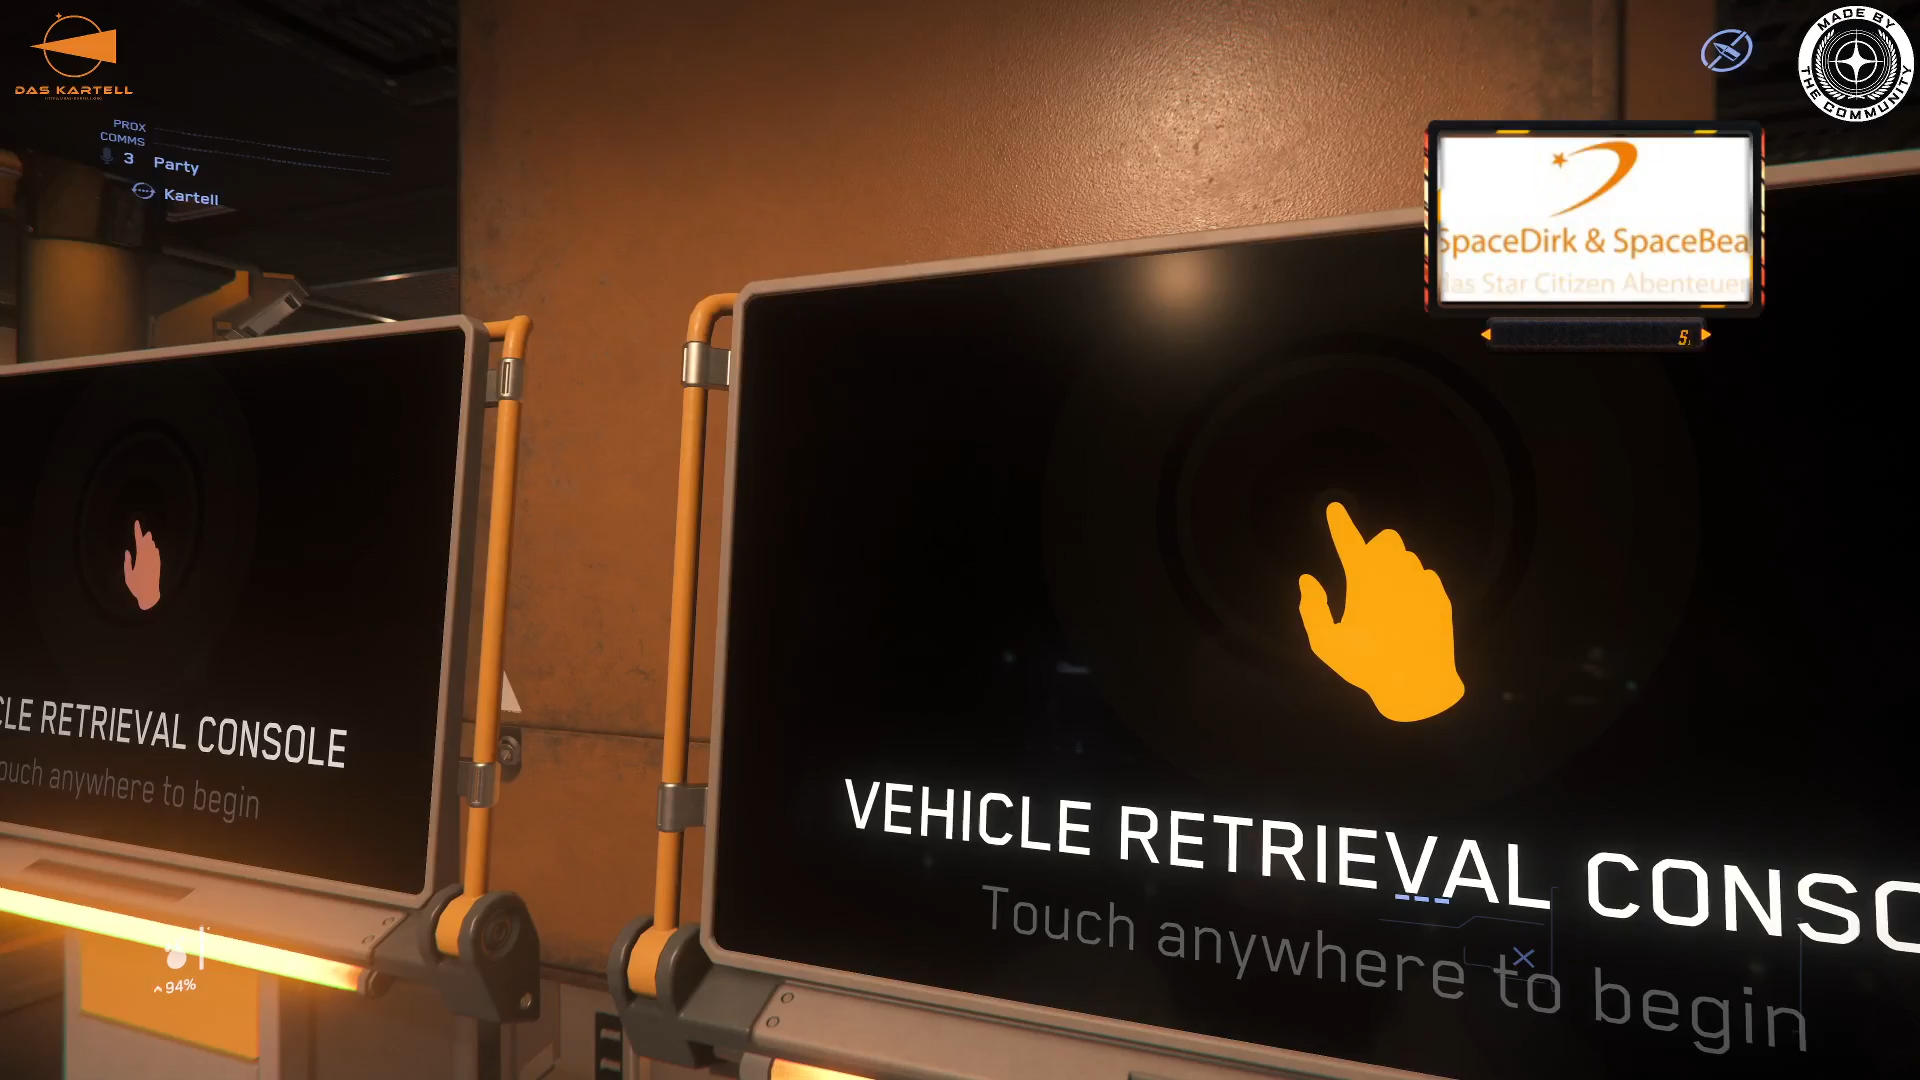 DAS KARTELL
MADE BY
THE COMMUNITY
PROX
COMMS
3 Party
Kartell
SpaceDirk & SpaceBea
das Star Citizen Abenteuer
CLE RETRIEVAL CONSOLE
ouch anywhere to begin
VEHICLE RETRIEVAL CONSO
Touch anywhere to begin
94%